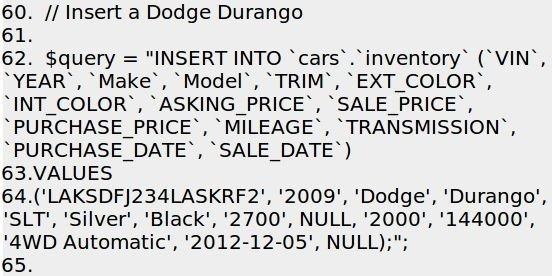 60.  // Insert a Dodge Durango
61.
62.  $query = "INSERT INTO `cars`.`inventory` (`VIN`,
`YEAR`, `Make`, `Model`, `TRIM`, `EXT_COLOR`,
`INT_COLOR`, `ASKING_PRICE`, `SALE_PRICE`,
`PURCHASE_PRICE`, `MILEAGE`, `TRANSMISSION`,
`PURCHASE_DATE`, `SALE_DATE`)
63.VALUES
64.('LAKSDFJ234LASKRF2', '2009', 'Dodge', 'Durango',
'SLT', 'Silver', 'Black', '2700', NULL, '2000', '144000',
'4WD Automatic', '2012-12-05', NULL);";
65.